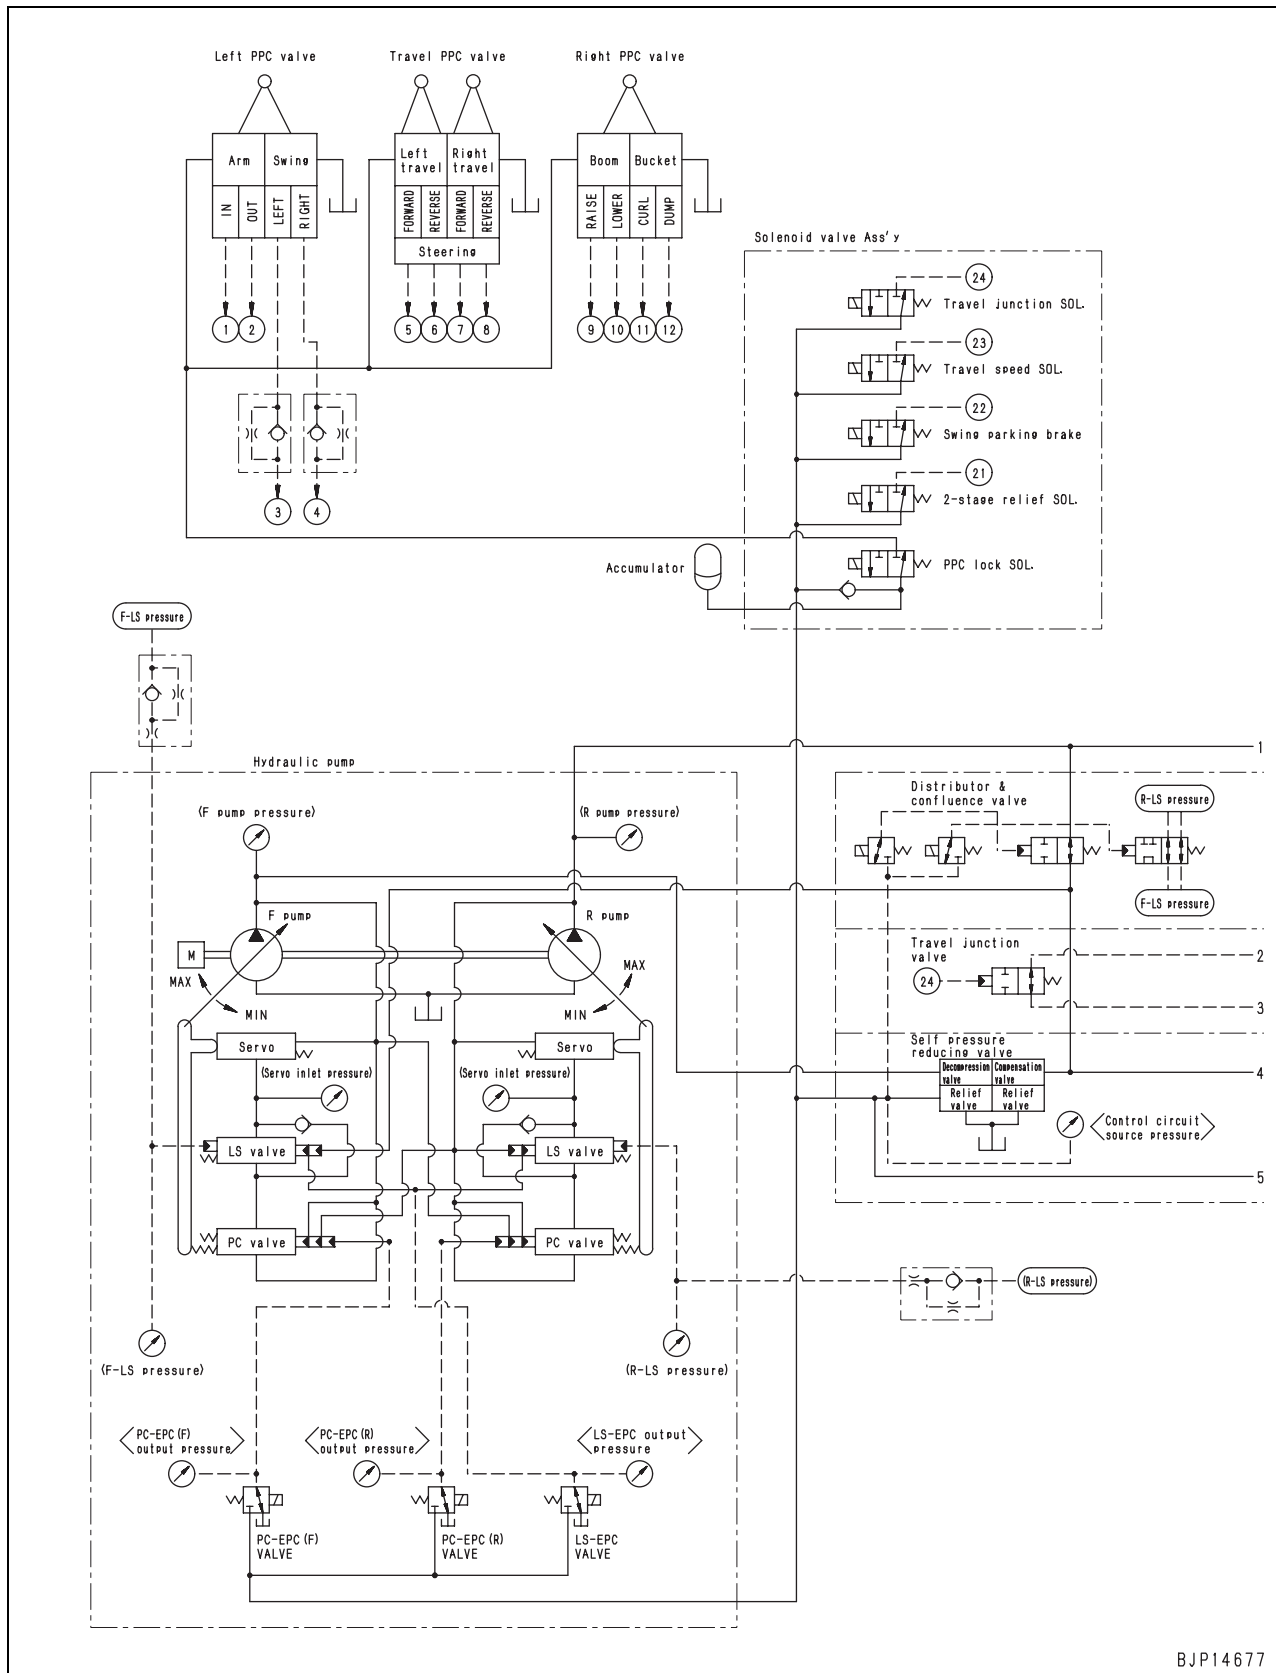 Left PPC valve
Travel PPC valve
Right PPC valve
Arm
Swing
Left
travel
Right
travel
Boom
Bucket
IN
OUT
LEFT
RIGHT
FORWARD
REVERSE
FORWARD
REVERSE
RAISE
LOWER
CURL
DUMP
Steering
1
2
5
6
7
8
9
10
11
12
3
4
Solenoid valve Ass'y
24
Travel junction SOL.
23
Travel speed SOL.
22
Swing parking brake
21
2-stage relief SOL.
PPC lock SOL.
Accumulator
F-LS pressure
Hydraulic pump
(F pump pressure)
(R pump pressure)
F pump
R pump
M
MAX
MIN
MAX
MIN
Servo
Servo
(Servo inlet pressure)
(Servo inlet pressure)
LS valve
LS valve
PC valve
PC valve
(F-LS pressure)
(R-LS pressure)
PC-EPC(F)
output pressure
PC-EPC(R)
output pressure
LS-EPC output
pressure
PC-EPC(F)
VALVE
PC-EPC(R)
VALVE
LS-EPC
VALVE
1
Distributor &
confluence valve
R-LS pressure
F-LS pressure
Travel junction
valve
24
2
3
Self pressure
reducing valve
Decompression
valve
Compensation
valve
Relief
valve
Relief
valve
4
Control circuit
source pressure
5
(R-LS pressure)
BJP14677